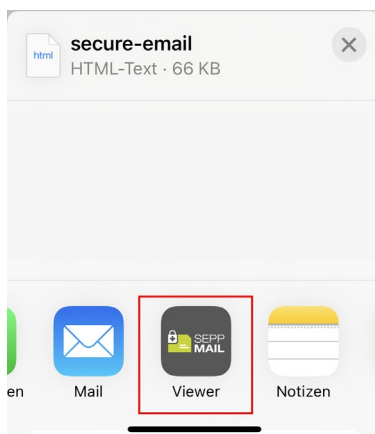 html
secure-email
HTML-Text · 66 KB
SEPP
MAIL
en
Mail
Viewer
Notizen